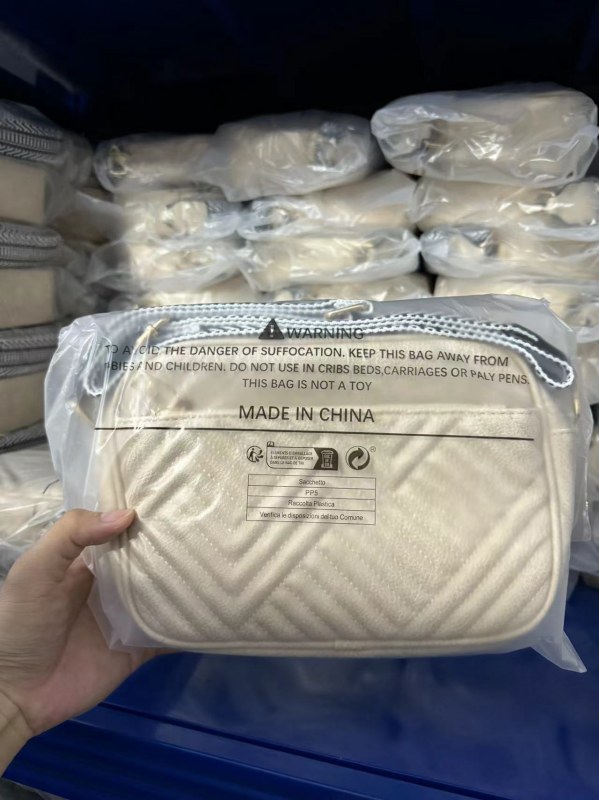 WARNING
TO AVOID THE DANGER OF SUFFOCATION. KEEP THIS BAG AWAY FROM
BIES AND CHILDREN. DO NOT USE IN CRIBS BEDS,CARRIAGES OR PALY PENS.
THIS BAG IS NOT A TOY
MADE IN CHINA
FR
Sacchetto
PP5
Raccolta Plastica
Verifica le disposizioni del tuo Comune